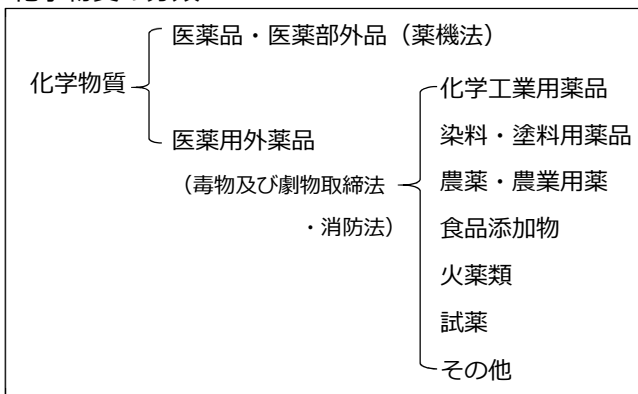 化学物質
医薬品・医薬部外品（薬機法）
医薬用外薬品
（毒物及び劇物取締法
・消防法）
化学工業用薬品
染料・塗料用薬品
農薬・農業用薬
食品添加物
火薬類
試薬
その他